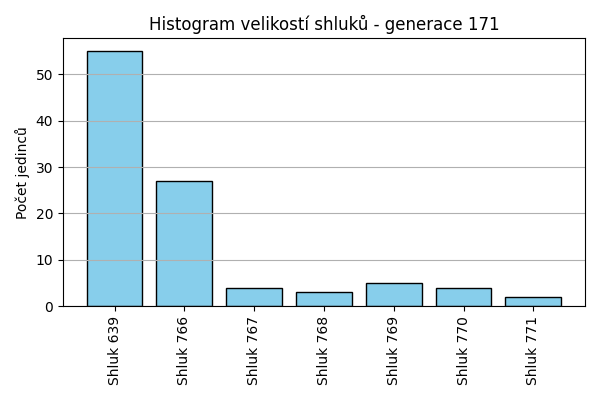 Histogram velikostí shluků - generace 171
Počet jedinců
50
40
30
20
10
0
Shluk 639
Shluk 766
Shluk 767
Shluk 768
Shluk 769
Shluk 770
Shluk 771